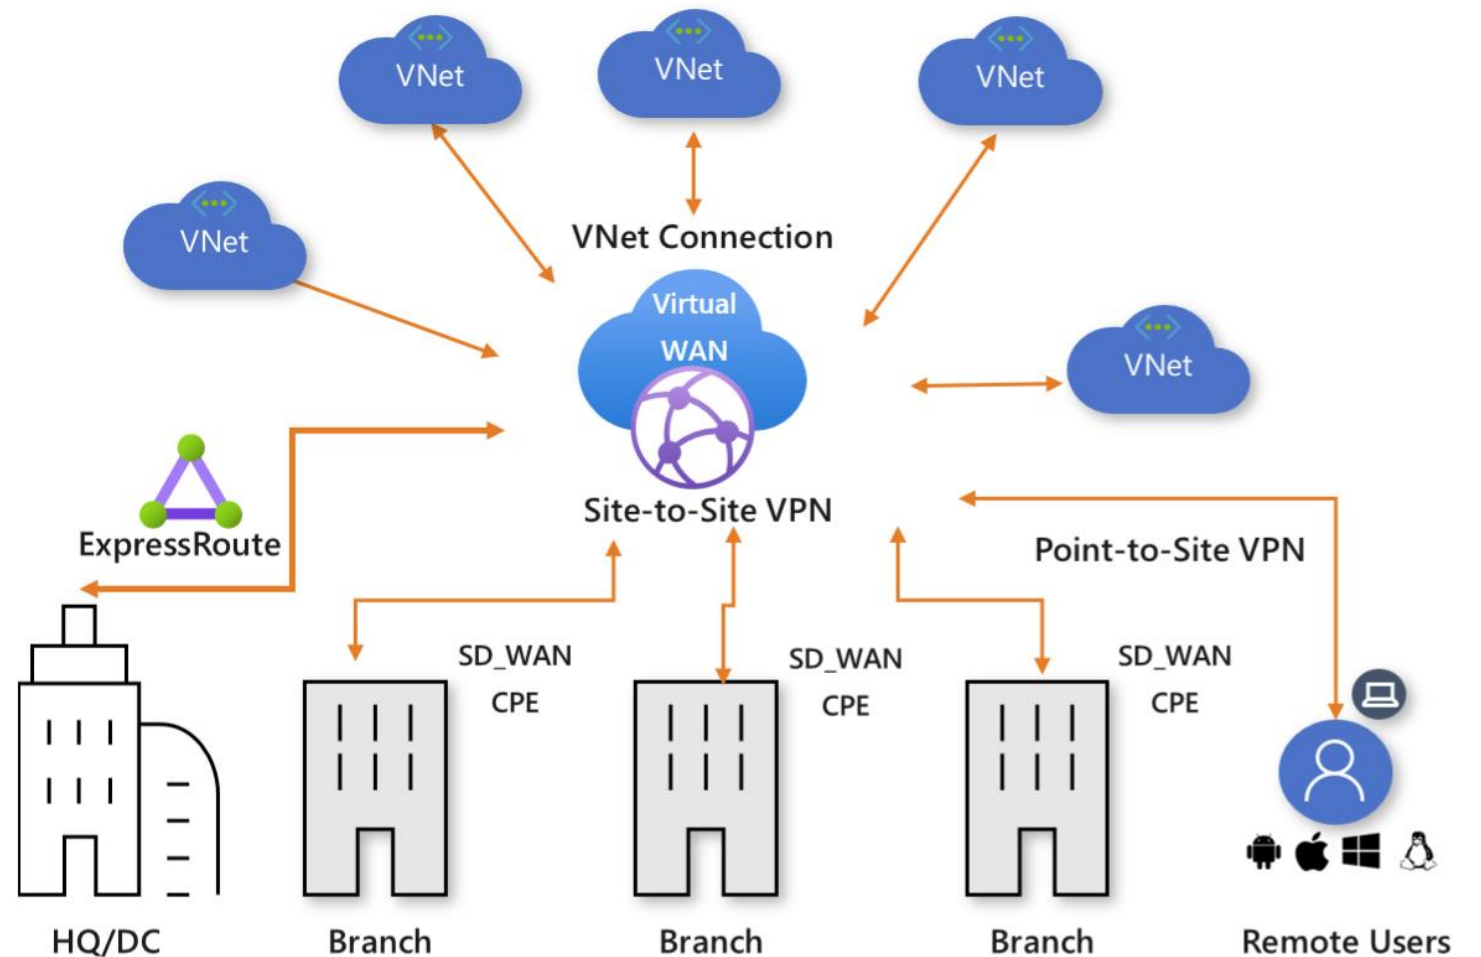 VNet
VNet
VNet
VNet
VNet Connection
Virtual
WAN
VNet
Site-to-Site VPN
ExpressRoute
Point-to-Site VPN
SD_WAN
CPE
SD_WAN
CPE
SD_WAN
CPE
HQ/DC
Branch
Branch
Branch
Remote Users